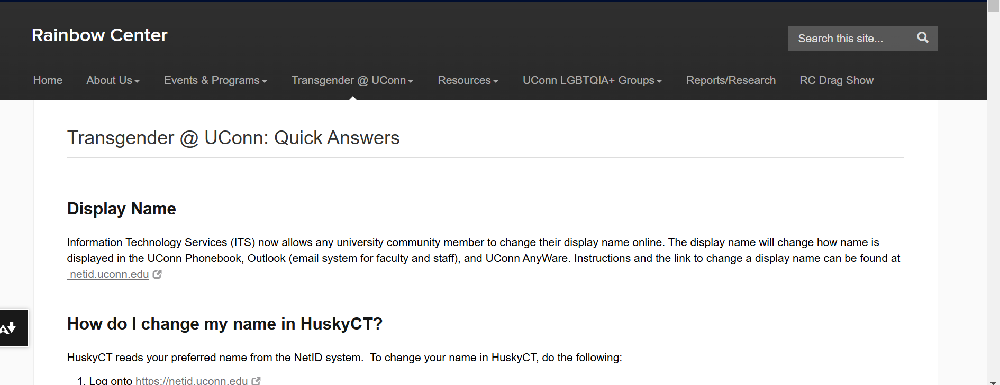 Rainbow Center
Search this site...
Home About Us Events & Programs Transgender @ UConn Resources UConn LGBTQIA+ Groups Reports/Research RC Drag Show
Transgender @ UConn: Quick Answers
Display Name
Information Technology Services (ITS) now allows any university community member to change their display name online. The display name will change how name is
displayed in the UConn Phonebook, Outlook (email system for faculty and staff), and UConn AnyWare. Instructions and the link to change a display name can be found at
netid.uconn.edu
How do I change my name in HuskyCT?
HuskyCT reads your preferred name from the NetID system.  To change your name in HuskyCT, do the following:
1. Log onto https://netid.uconn.edu